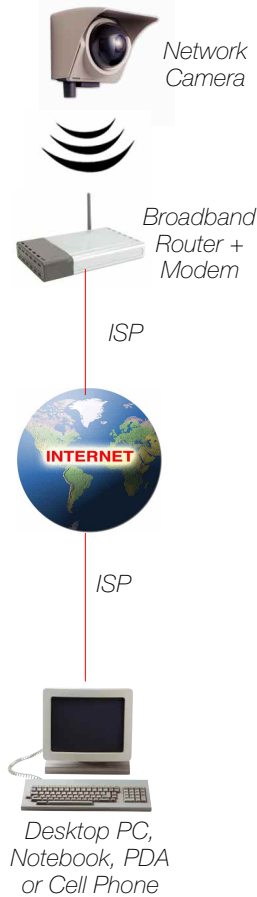 Network
Camera
Broadband
Router +
Modem
ISP
INTERNET
ISP
Desktop PC,
Notebook, PDA
or Cell Phone